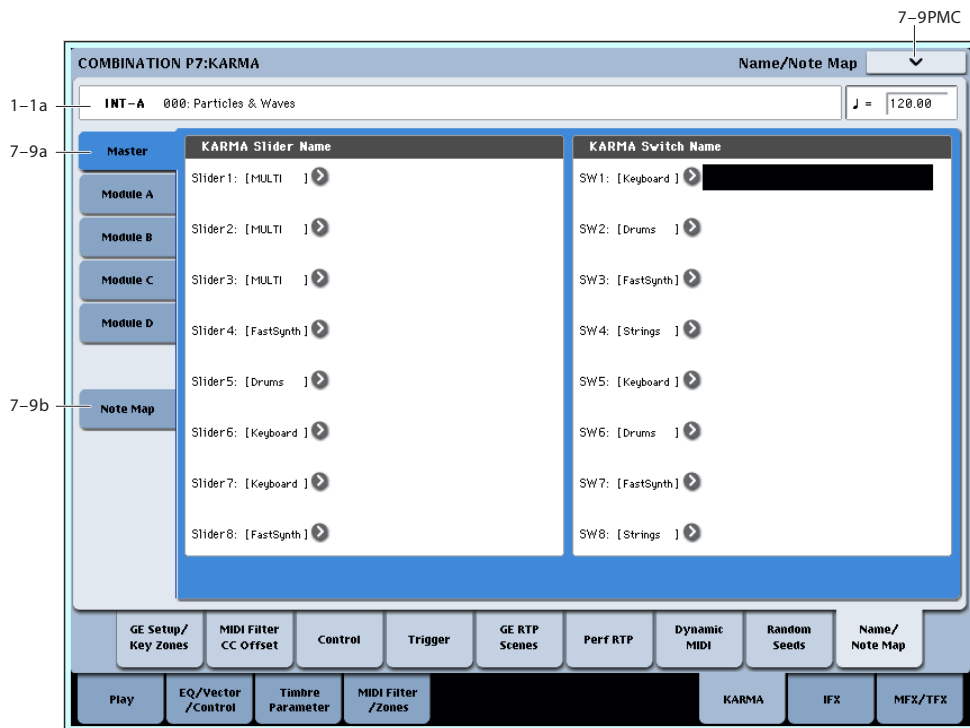 7–9PMC
COMBINATION P7:KARMA
Name/Note Map
1–1a
INT–A 000: Particles & Waves
♩ = 120.00
7–9a
Master
Module A
Module B
Module C
Module D
7–9b
Note Map
KARMA Slider Name
Slider1: [MULTI ]
Slider2: [MULTI ]
Slider3: [MULTI ]
Slider4: [FastSynth]
Slider5: [Drums ]
Slider6: [Keyboard ]
Slider7: [Keyboard ]
Slider8: [FastSynth]
KARMA Switch Name
SW1: [Keyboard ]
SW2: [Drums ]
SW3: [FastSynth]
SW4: [Strings ]
SW5: [Keyboard ]
SW6: [Drums ]
SW7: [FastSynth]
SW8: [Strings ]
GE Setup/
Key Zones
MIDI Filter
CC Offset
Control
Trigger
GE RTP
Scenes
Perf RTP
Dynamic
MIDI
Random
Seeds
Name/
Note Map
Play
EQ/Vector
/Control
Timbre
Parameter
MIDI Filter
/Zones
KARMA
IFX
MFX/TFX